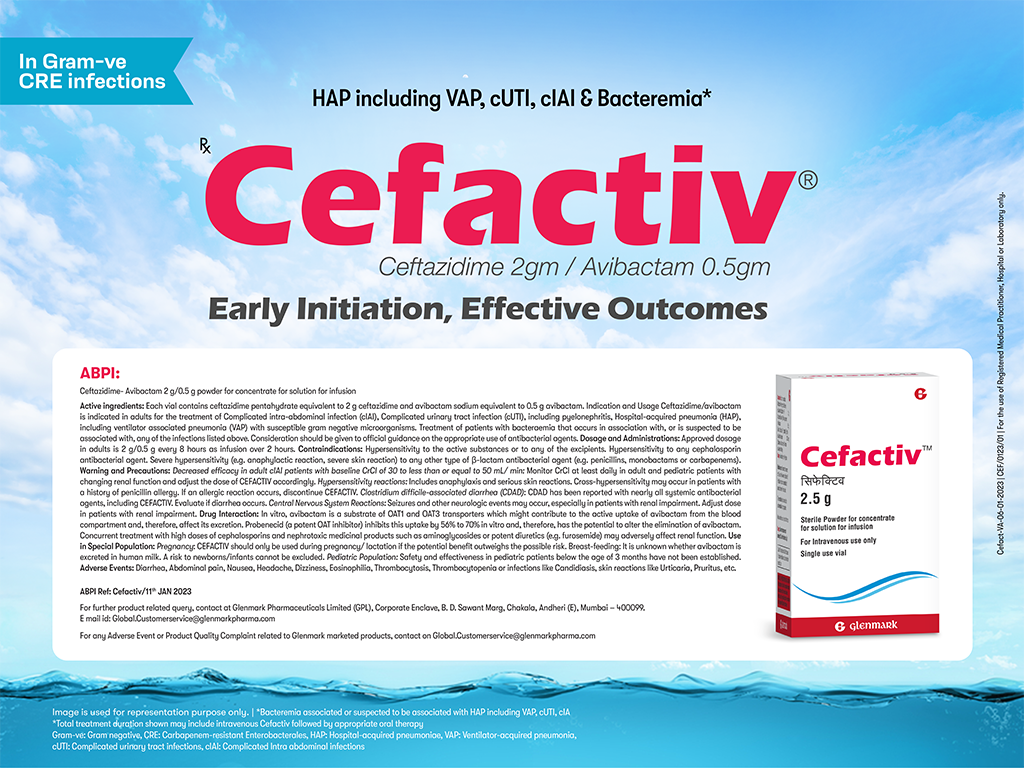 In Gram-ve
CRE infections
HAP including VAP, cUTI, cIAI & Bacteremia*
℞
Cefactiv®
Ceftazidime 2gm / Avibactam 0.5gm
Early Initiation, Effective Outcomes
ABPI:
Ceftazidime- Avibactam 2 g/0.5 g powder for concentrate for solution for infusion
Active ingredients: Each vial contains ceftazidime pentahydrate equivalent to 2 g ceftazidime and avibactam sodium equivalent to 0.5 g avibactam. Indication and Usage Ceftazidime/avibactam
is indicated in adults for the treatment of Complicated intra-abdominal infection (cIAI), Complicated urinary tract infection (cUTI), including pyelonephritis, Hospital-acquired pneumonia (HAP),
including ventilator associated pneumonia (VAP) with susceptible gram negative microorganisms. Treatment of patients with bacteraemia that occurs in association with, or is suspected to be
associated with, any of the infections listed above. Consideration should be given to official guidance on the appropriate use of antibacterial agents. Dosage and Administrations: Approved dosage
in adults is 2 g/0.5 g every 8 hours as infusion over 2 hours. Contraindications: Hypersensitivity to the active substances or to any of the excipients. Hypersensitivity to any cephalosporin
antibacterial agent. Severe hypersensitivity (e.g. anaphylactic reaction, severe skin reaction) to any other type of β-lactam antibacterial agent (e.g. penicillins, monobactams or carbapenems).
Warning and Precautions: Decreased efficacy in adult cIAI patients with baseline CrCl of 30 to less than or equal to 50 mL/ min: Monitor CrCl at least daily in adult and pediatric patients with
changing renal function and adjust the dose of CEFACTIV accordingly. Hypersensitivity reactions: Includes anaphylaxis and serious skin reactions. Cross-hypersensitivity may occur in patients with
a history of penicillin allergy. If an allergic reaction occurs, discontinue CEFACTIV. Clostridium difficile-associated diarrhea (CDAD): CDAD has been reported with nearly all systemic antibacterial
agents, including CEFACTIV. Evaluate if diarrhea occurs. Central Nervous System Reactions: Seizures and other neurologic events may occur, especially in patients with renal impairment. Adjust dose
in patients with renal impairment. Drug Interaction: In vitro, avibactam is a substrate of OAT1 and OAT3 transporters which might contribute to the active uptake of avibactam from the blood
compartment and, therefore, affect its excretion. Probenecid (a potent OAT inhibitor) inhibits this uptake by 56% to 70% in vitro and, therefore, has the potential to alter the elimination of avibactam.
Concurrent treatment with high doses of cephalosporins and nephrotoxic medicinal products such as aminoglycosides or potent diuretics (e.g. furosemide) may adversely affect renal function. Use
in Special Population: Pregnancy: CEFACTIV should only be used during pregnancy/ lactation if the potential benefit outweighs the possible risk. Breast-feeding: It is unknown whether avibactam is
excreted in human milk. A risk to newborns/infants cannot be excluded. Pediatric Population: Safety and effectiveness in pediatric patients below the age of 3 months have not been established.
Adverse Events: Diarrhea, Abdominal pain, Nausea, Headache, Dizziness, Eosinophilia, Thrombocytosis, Thrombocytopenia or infections like Candidiasis, skin reactions like Urticaria, Pruritus, etc.
ABPI Ref: Cefactiv/11th JAN 2023
For further product related query, contact at Glenmark Pharmaceuticals Limited (GPL), Corporate Enclave, B. D. Sawant Marg, Chakala, Andheri (E), Mumbai – 400099.
E mail id: Global.Customerservice@glenmarkpharma.com
For any Adverse Event or Product Quality Complaint related to Glenmark marketed products, contact on Global.Customerservice@glenmarkpharma.com
Cefactiv™
सिफेक्टिव
2.5 g
Sterile Powder for concentrate
for solution for infusion
For Intravenous use only
Single use vial
glenmark
Cefact-VA-06-01-2023 | CEF/0123/01 | For the use of Registered Medical Practitioner, Hospital or Laboratory only.
Image is used for representation purpose only. | *Bacteremia associated or suspected to be associated with HAP including VAP, cUTI, cIA
*Total treatment duration shown may include intravenous Cefactiv followed by appropriate oral therapy
Gram-ve: Gram negative, CRE: Carbapenem-resistant Enterobacterales, HAP: Hospital-acquired pneumoniae, VAP: Ventilator-acquired pneumonia,
cUTI: Complicated urinary tract infections, cIAI: Complicated Intra abdominal infections